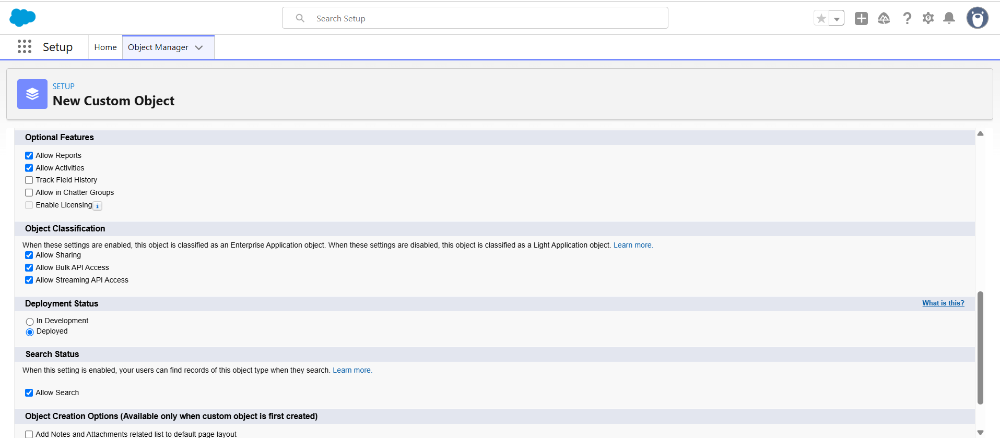 Search Setup
Setup
Home
Object Manager
SETUP
New Custom Object
Optional Features
Allow Reports
Allow Activities
Track Field History
Allow in Chatter Groups
Enable Licensing
i
Object Classification
When these settings are enabled, this object is classified as an Enterprise Application object. When these settings are disabled, this object is classified as a Light Application object. Learn more.
Allow Sharing
Allow Bulk API Access
Allow Streaming API Access
Deployment Status
What is this?
In Development
Deployed
Search Status
When this setting is enabled, your users can find records of this object type when they search. Learn more.
Allow Search
Object Creation Options (Available only when custom object is first created)
Add Notes and Attachments related list to default page layout